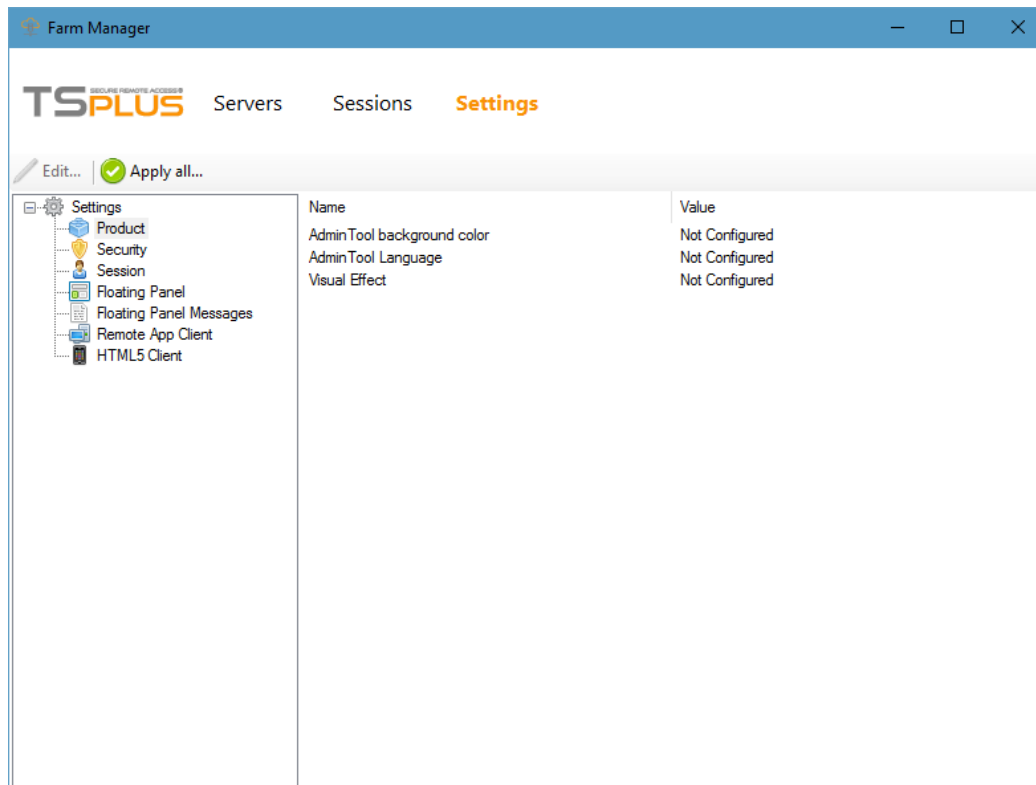 Farm Manager
TSPLUS SECURE REMOTE ACCESS®
Servers Sessions Settings
Edit... Apply all...
Settings
Product
Security
Session
Floating Panel
Floating Panel Messages
Remote App Client
HTML5 Client
Name Value
AdminTool background color Not Configured
AdminTool Language Not Configured
Visual Effect Not Configured